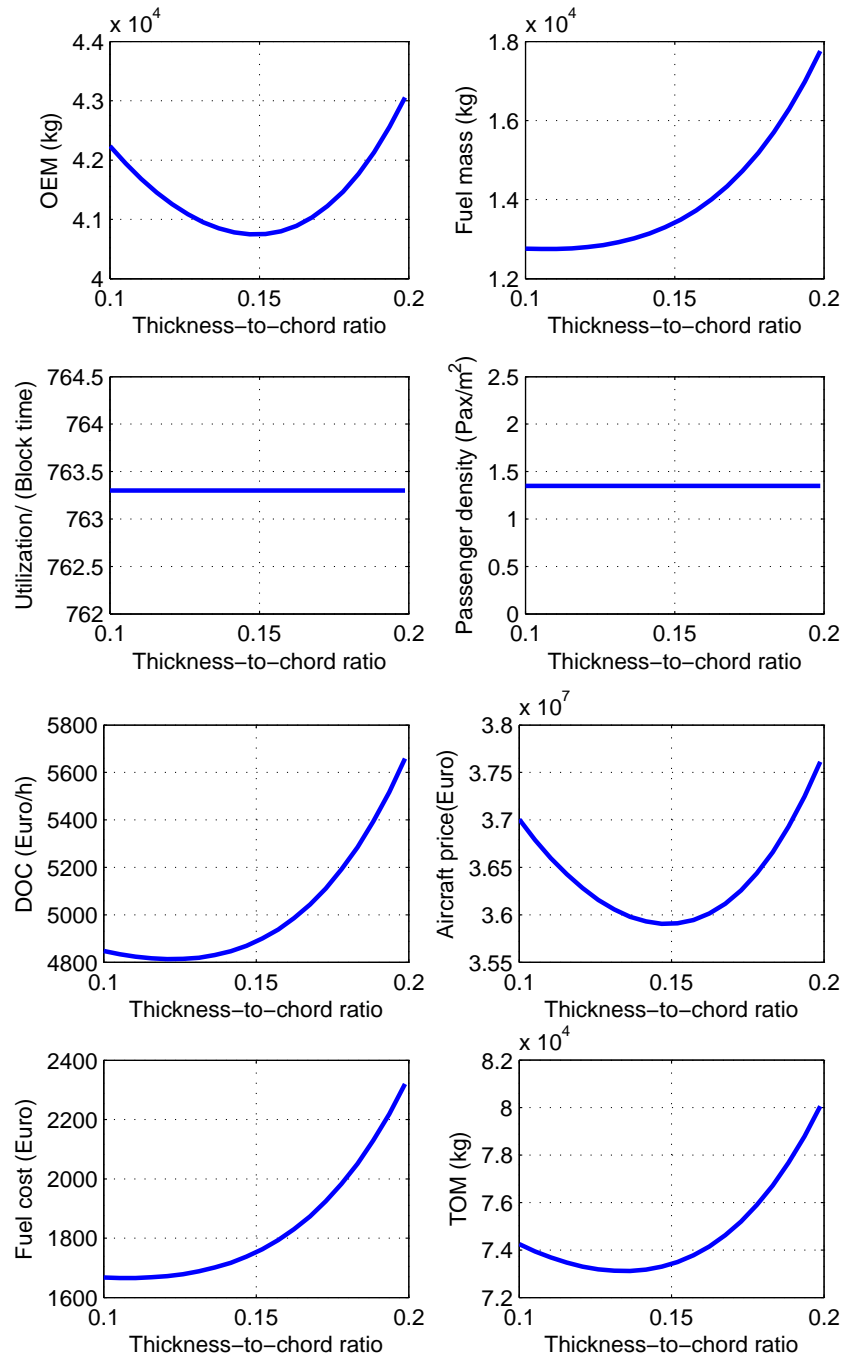 x 10^4
4.4
4.3
4.2
4.1
4
OEM (kg)
0.1 0.15 0.2
Thickness−to−chord ratio
x 10^4
1.8
1.6
1.4
1.2
Fuel mass (kg)
0.1 0.15 0.2
Thickness−to−chord ratio
764.5
764
763.5
763
762.5
762
Utilization/ (Block time)
0.1 0.15 0.2
Thickness−to−chord ratio
2.5
2
1.5
1
0.5
0
Passenger density (Pax/m²)
0.1 0.15 0.2
Thickness−to−chord ratio
5800
5600
5400
5200
5000
4800
DOC (Euro/h)
0.1 0.15 0.2
Thickness−to−chord ratio
x 10^7
3.8
3.75
3.7
3.65
3.6
3.55
Aircraft price(Euro)
0.1 0.15 0.2
Thickness−to−chord ratio
2400
2200
2000
1800
1600
Fuel cost (Euro)
0.1 0.15 0.2
Thickness−to−chord ratio
x 10^4
8.2
8
7.8
7.6
7.4
7.2
TOM (kg)
0.1 0.15 0.2
Thickness−to−chord ratio